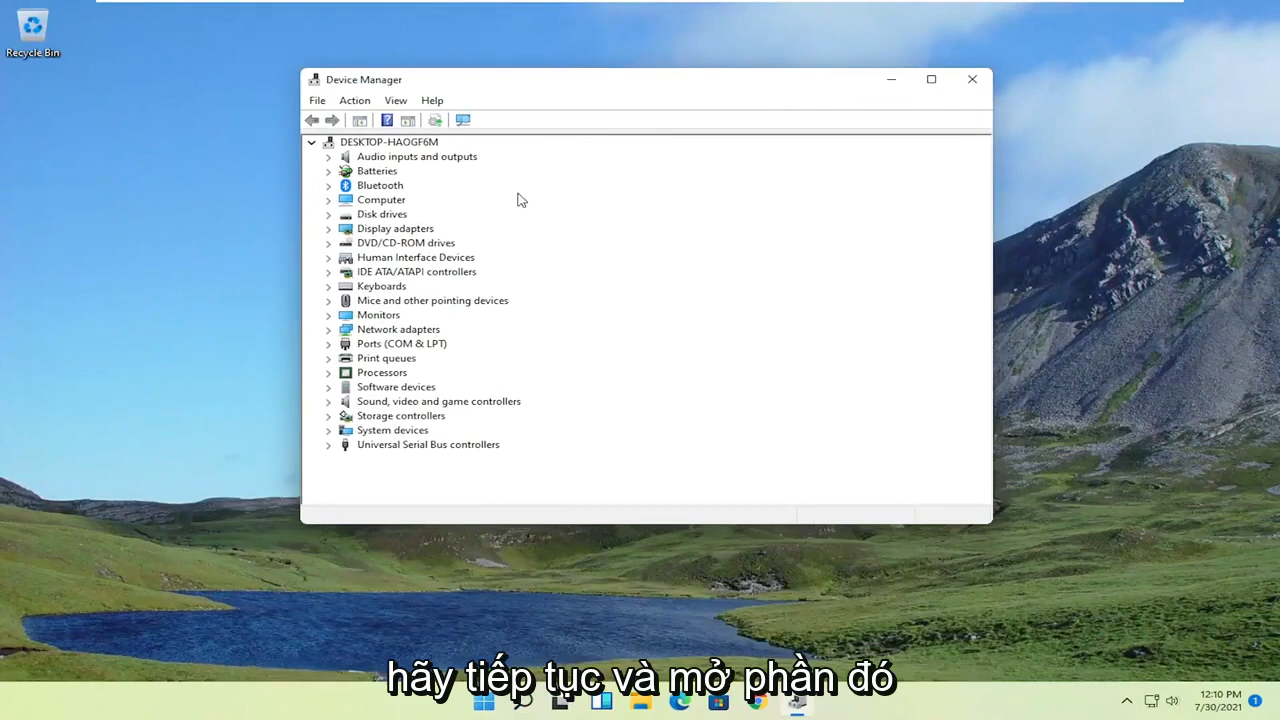 Recycle Bin
Device Manager
File Action View Help
DESKTOP-HAOGF6M
Audio inputs and outputs
Batteries
Bluetooth
Computer
Disk drives
Display adapters
DVD/CD-ROM drives
Human Interface Devices
IDE ATA/ATAPI controllers
Keyboards
Mice and other pointing devices
Monitors
Network adapters
Ports (COM & LPT)
Print queues
Processors
Software devices
Sound, video and game controllers
Storage controllers
System devices
Universal Serial Bus controllers
hãy tiếp tục và mở phần đó
12:10 PM
7/30/2021
1